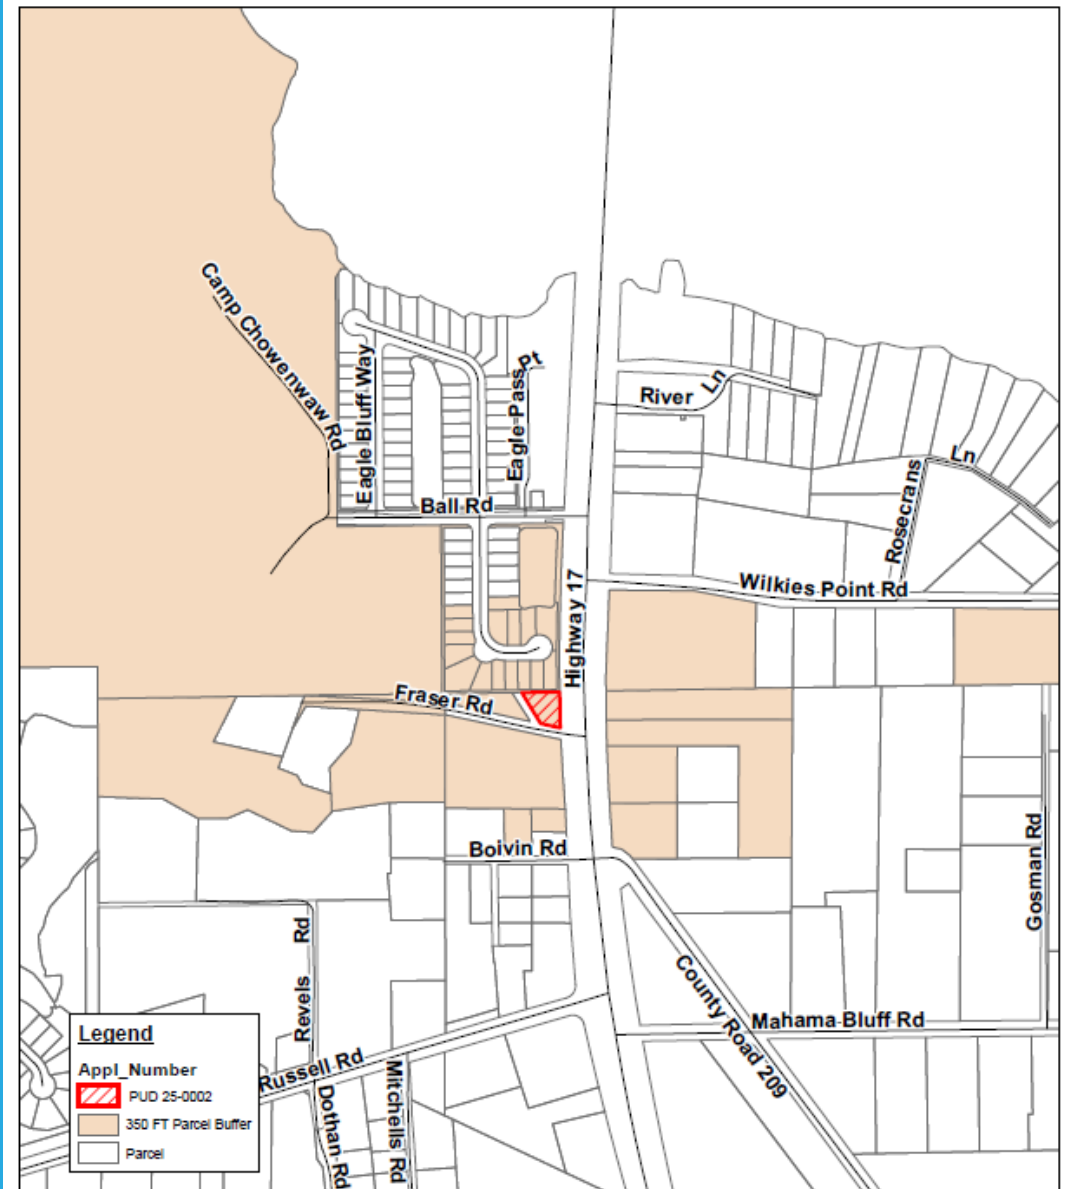 Camp Chowenwaw Rd
Eagle Bluff Way
Eagle Pass
Pt
River
Ln
Ln
Rosecrans
Ball Rd
Wilkies Point Rd
Highway 17
Fraser Rd
Boivin Rd
Gosman Rd
Revels Rd
County Road 209
Mahama Bluff Rd
Russell Rd
Dothan Rd
Mitchells Rd
Legend
Appl_Number
PUD 25-0002
350 FT Parcel Buffer
Parcel